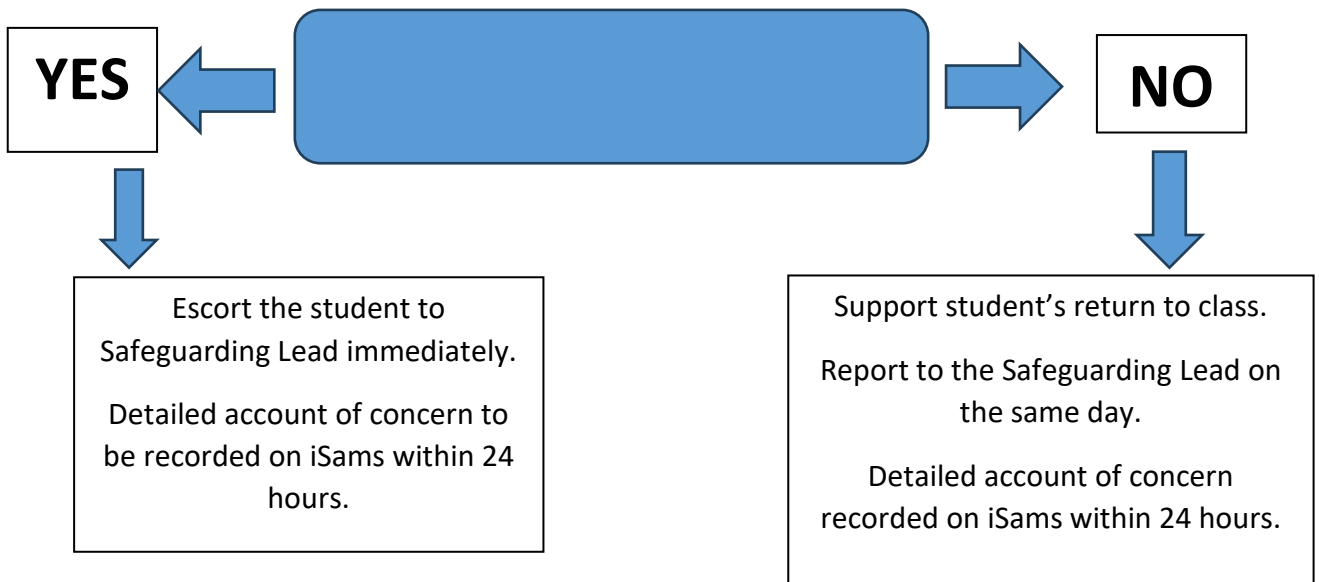 YES
NO
Escort the student to
Safeguarding Lead immediately.
Detailed account of concern to
be recorded on iSams within 24
hours.
Support student’s return to class.
Report to the Safeguarding Lead on
the same day.
Detailed account of concern
recorded on iSams within 24 hours.